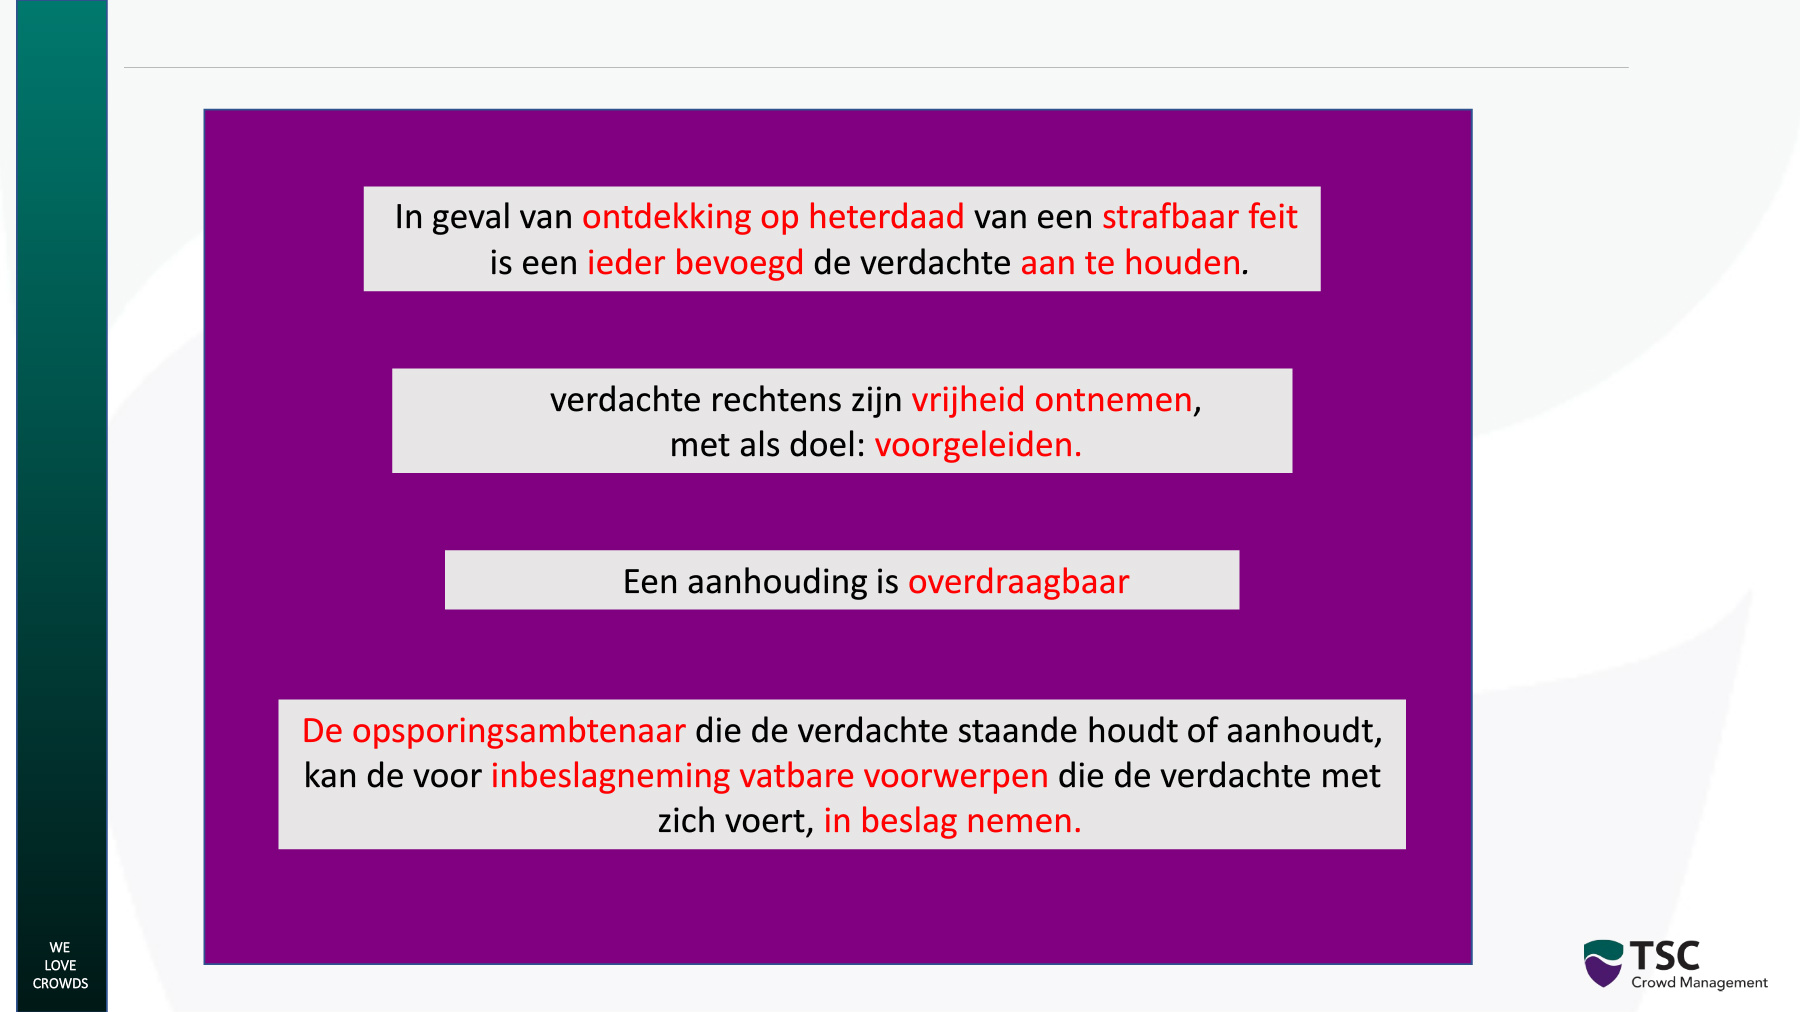 In geval van ontdekking op heterdaad van een strafbaar feit
is een ieder bevoegd de verdachte aan te houden.
verdachte rechtens zijn vrijheid ontnemen,
met als doel: voorgeleiden.
Een aanhouding is overdraagbaar
De opsporingsambtenaar die de verdachte staande houdt of aanhoudt,
kan de voor inbeslagneming vatbare voorwerpen die de verdachte met
zich voert, in beslag nemen.
WE
LOVE
CROWDS
TSC
Crowd Management